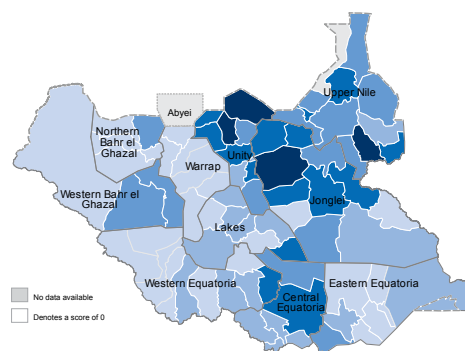 Upper Nile
Abyei
Northern
Bahr el
Ghazal
Unity
Warrap
Western Bahr el
Ghazal
Jonglei
Lakes
Western Equatoria
Eastern Equatoria
Central
Equatoria
No data available
Denotes a score of 0